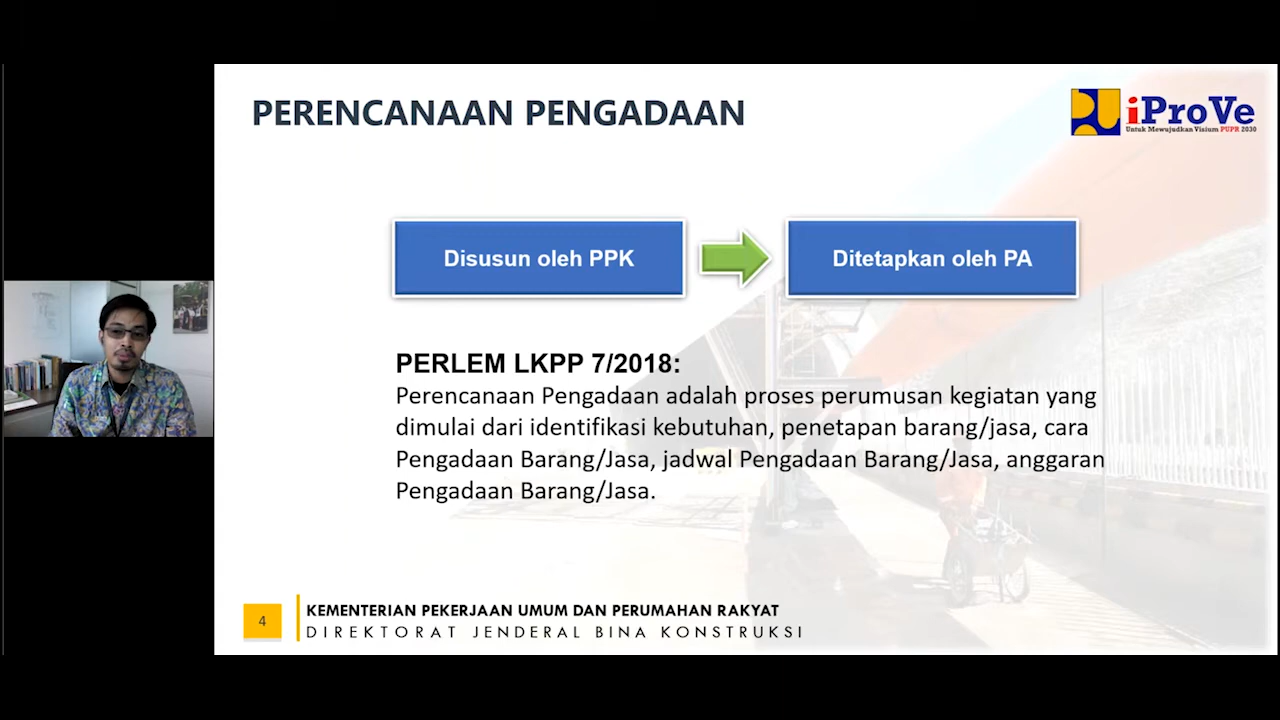 PERENCANAAN PENGADAAN
iProVe
Untuk Mewujudkan Visium PUPR 2030
Disusun oleh PPK
Ditetapkan oleh PA
PERLEM LKPP 7/2018:
Perencanaan Pengadaan adalah proses perumusan kegiatan yang
dimulai dari identifikasi kebutuhan, penetapan barang/jasa, cara
Pengadaan Barang/Jasa, jadwal Pengadaan Barang/Jasa, anggaran
Pengadaan Barang/Jasa.
4
KEMENTERIAN PEKERJAAN UMUM DAN PERUMAHAN RAKYAT
DIREKTORAT JENDERAL BINA KONSTRUKSI